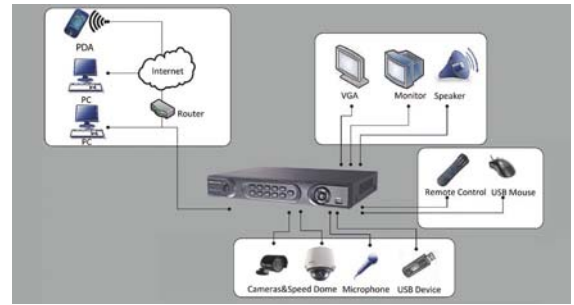 PDA
Internet
PC
Router
PC
VGA Monitor Speaker
Remote Control USB Mouse
Cameras&Speed Dome Microphone USB Device